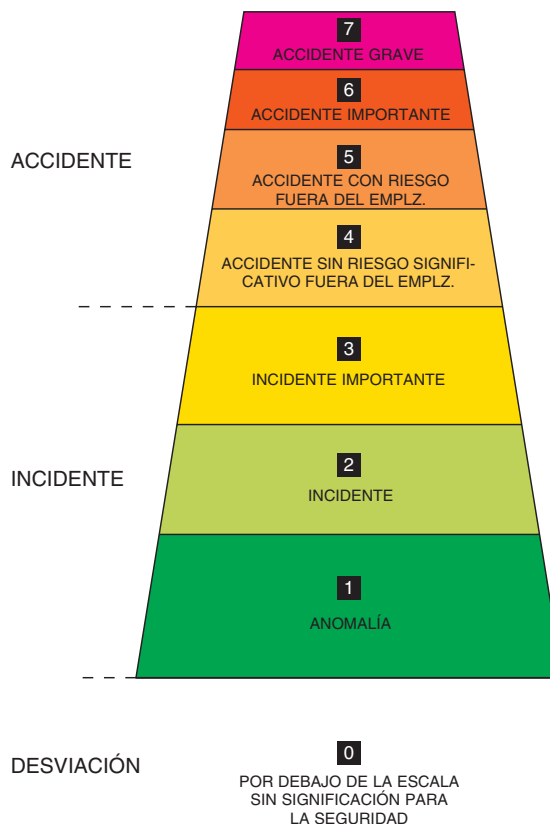 7
ACCIDENTE GRAVE
6
ACCIDENTE IMPORTANTE
ACCIDENTE
5
ACCIDENTE CON RIESGO
FUERA DEL EMPLZ.
4
ACCIDENTE SIN RIESGO SIGNIFI-
CATIVO FUERA DEL EMPLZ.
3
INCIDENTE IMPORTANTE
INCIDENTE
2
INCIDENTE
1
ANOMALÍA
DESVIACIÓN
0
POR DEBAJO DE LA ESCALA
SIN SIGNIFICACIÓN PARA
LA SEGURIDAD